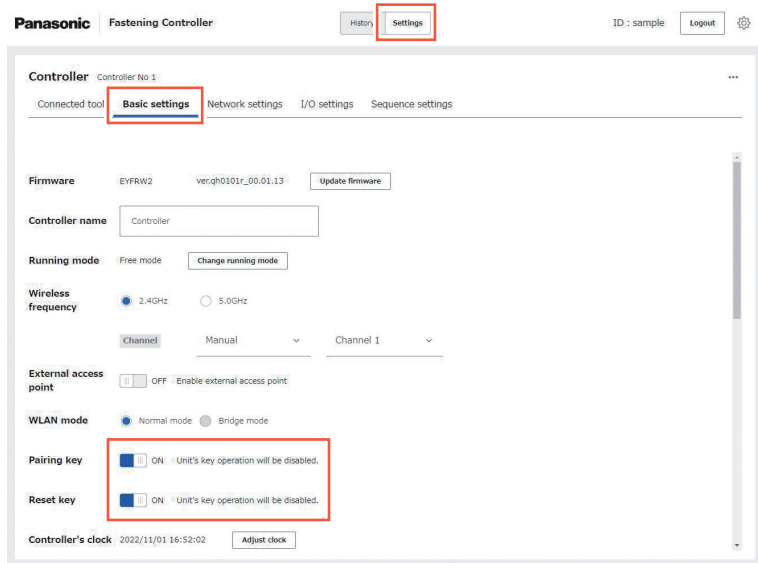 Panasonic Fastening Controller History Settings ID : sample Logout
Controller Controller No 1 ...
Connected tool Basic settings Network settings I/O settings Sequence settings
Firmware EYFRW2 ver.qh0101r_00.01.13 Update firmware
Controller name Controller
Running mode Free mode Change running mode
Wireless
frequency 2.4GHz 5.0GHz
Channel Manual Channel 1
External access
point OFF Enable external access point
WLAN mode Normal mode Bridge mode
Pairing key ON Unit's key operation will be disabled.
Reset key ON Unit's key operation will be disabled.
Controller's clock 2022/11/01 16:52:02 Adjust clock